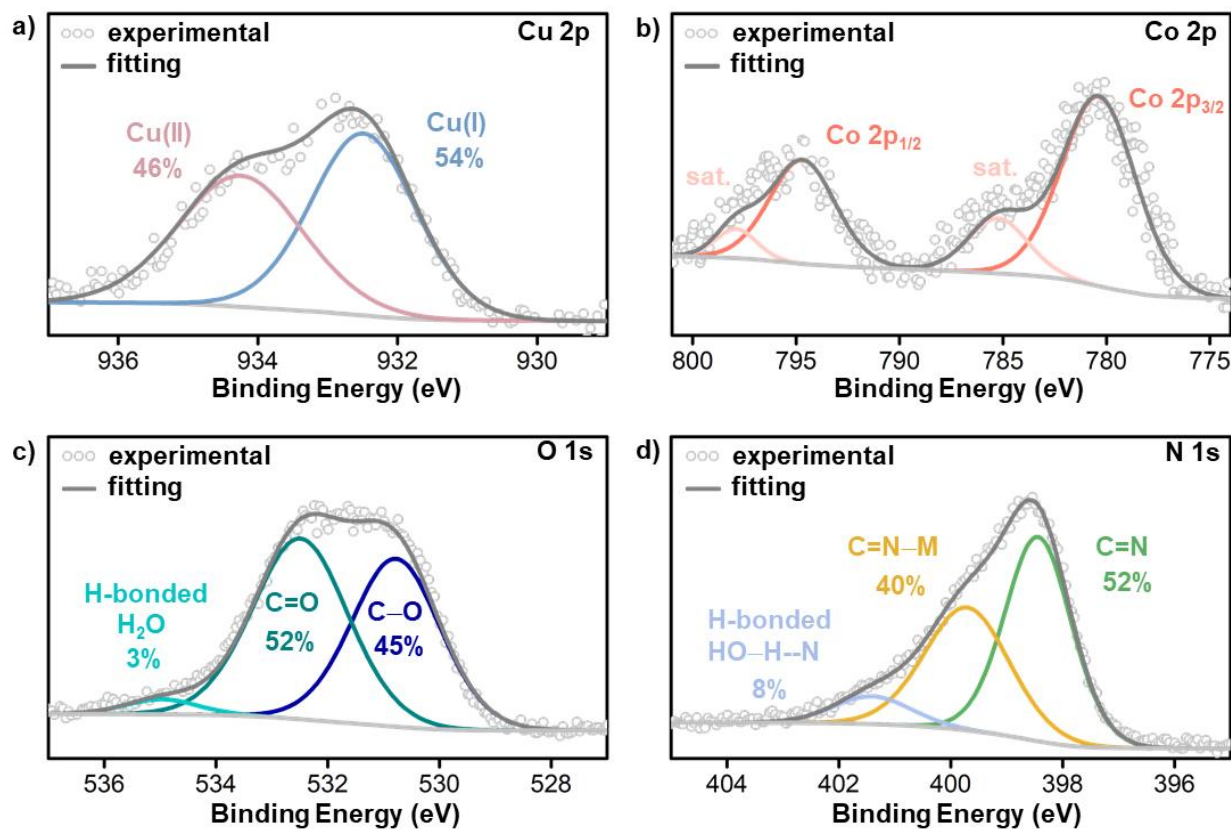 a)
experimental
fitting
Cu 2p
Cu(II)
46%
Cu(I)
54%
936 934 932 930
Binding Energy (eV)
b)
experimental
fitting
Co 2p
Co 2p3/2
Co 2p1/2
sat.
sat.
800 795 790 785 780 775
Binding Energy (eV)
c)
experimental
fitting
O 1s
H-bonded
H₂O
3%
C=O
52%
C–O
45%
536 534 532 530 528
Binding Energy (eV)
d)
experimental
fitting
N 1s
C=N–M
40%
C=N
52%
H-bonded
HO–H--N
8%
404 402 400 398 396
Binding Energy (eV)